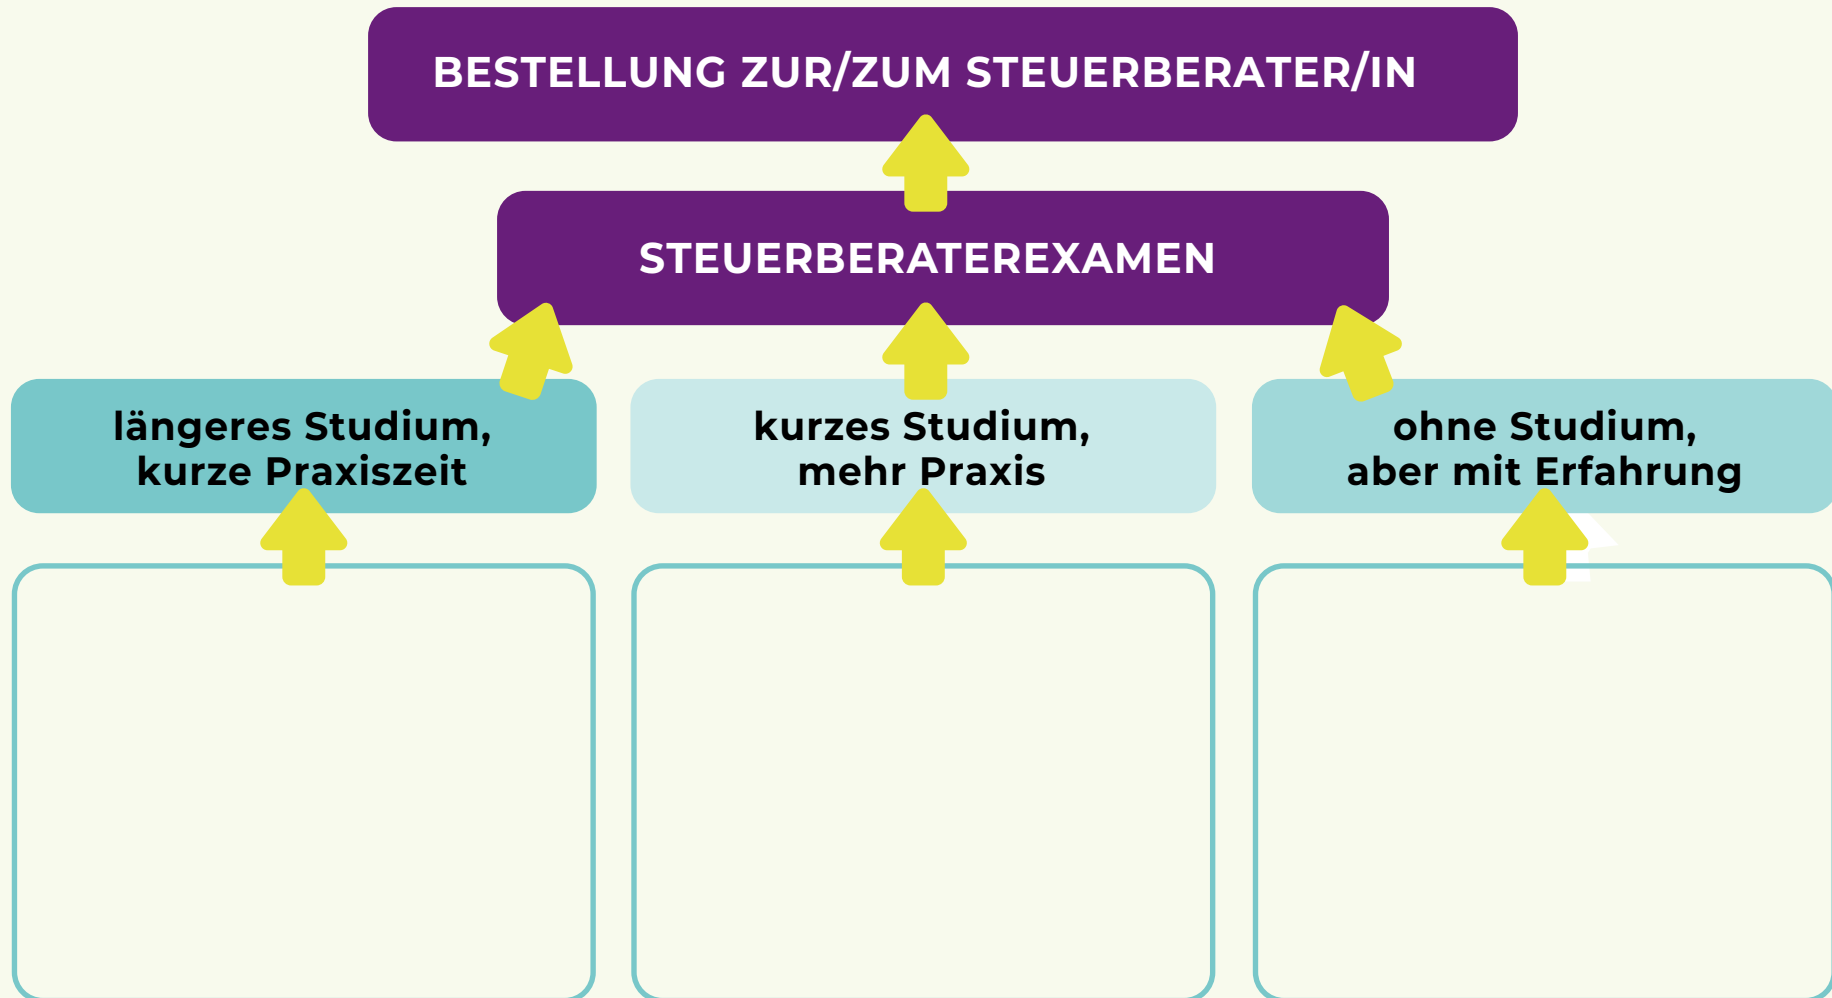 BESTELLUNG ZUR/ZUM STEUERBERATER/IN
STEUERBERATEREXAMEN
längeres Studium,
kurze Praxiszeit
kurzes Studium,
mehr Praxis
ohne Studium,
aber mit Erfahrung